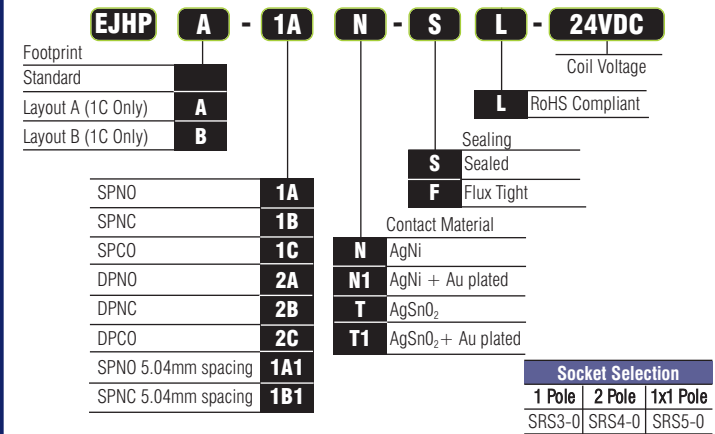 EJHP A - 1A N - S L - 24VDC
Footprint
Standard
Layout A (1C Only) A
Layout B (1C Only) B
Coil Voltage
L RoHS Compliant
Sealing
S Sealed
F Flux Tight
SPNO 1A
SPNC 1B
SPCO 1C
DPNO 2A
DPNC 2B
DPCO 2C
SPNO 5.04mm spacing 1A1
SPNC 5.04mm spacing 1B1
Contact Material
N AgNi
N1 AgNi + Au plated
T AgSn0₂
T1 AgSn0₂+ Au plated
Socket Selection
1 Pole 2 Pole 1x1 Pole
SRS3-0 SRS4-0 SRS5-0